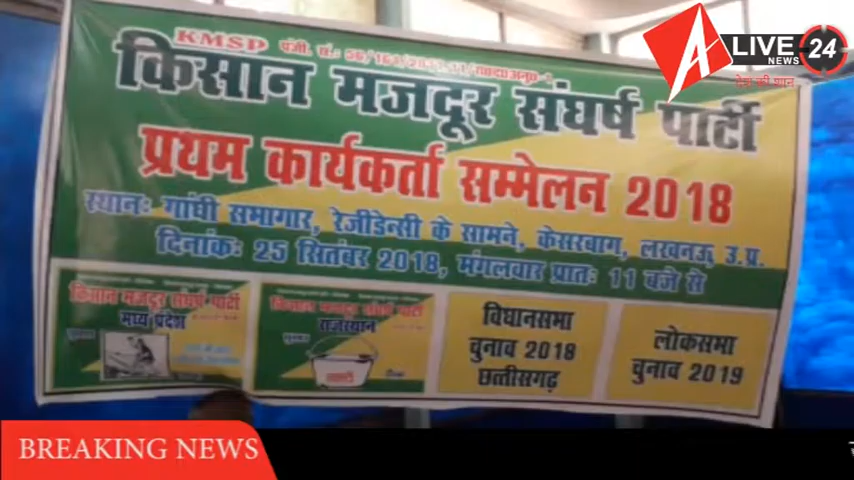 KMSP
किसान मजदूर संघर्ष पार्टी
प्रथम कार्यकर्ता सम्मेलन 2018
स्थानः गांघी समागार, रेजीडेन्सी के सामने, केसरबाग, लखनऊ उ.प्र.
दिनांकः 25 सितंबर 2018, मंगलवार प्रातः 11 बजे से
किसान मजदूर संघर्ष पार्टी
मध्य प्रदेश
किसान मजदूर संघर्ष पार्टी
राजस्थान
विधानसभा
चुनाव 2018
छत्तीसगढ़
लोकसभा
चुनाव 2019
A LIVE 24
NEWS
देश की शान
BREAKING NEWS